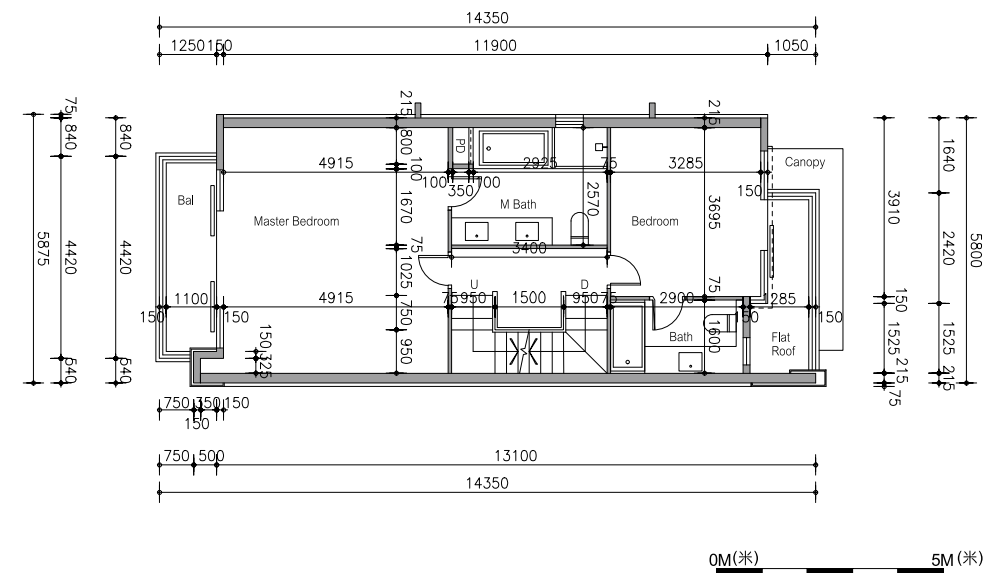 14350
1250 150 11900 1050
75 840 840 215 215
800 PD
4915 100 2925 75 3285 1640
100 350 100 150 Canopy
Bal 1670 2570 3695 3910
Master Bedroom M Bath Bedroom
5875 4420 4420 75 3400 2420 5800
1025
U D 75
150 1100 150 4915 75 950 1500 950 75 2900 150 285 150 150
750
150 325 950 Bath 1600 Flat
Roof 1525 1525
640 640 215 215
75
750 350 150
150
750 500 13100
14350
0M(米) 5M(米)